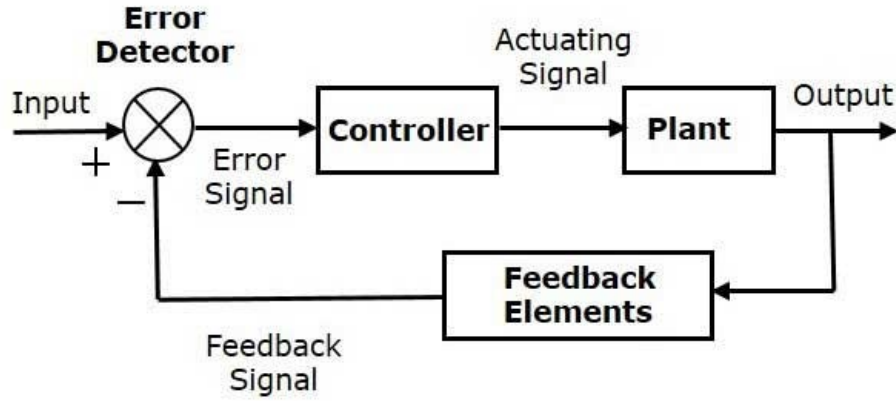 Error
Detector
Input
+
−
Error
Signal
Controller
Actuating
Signal
Plant
Output
Feedback
Elements
Feedback
Signal